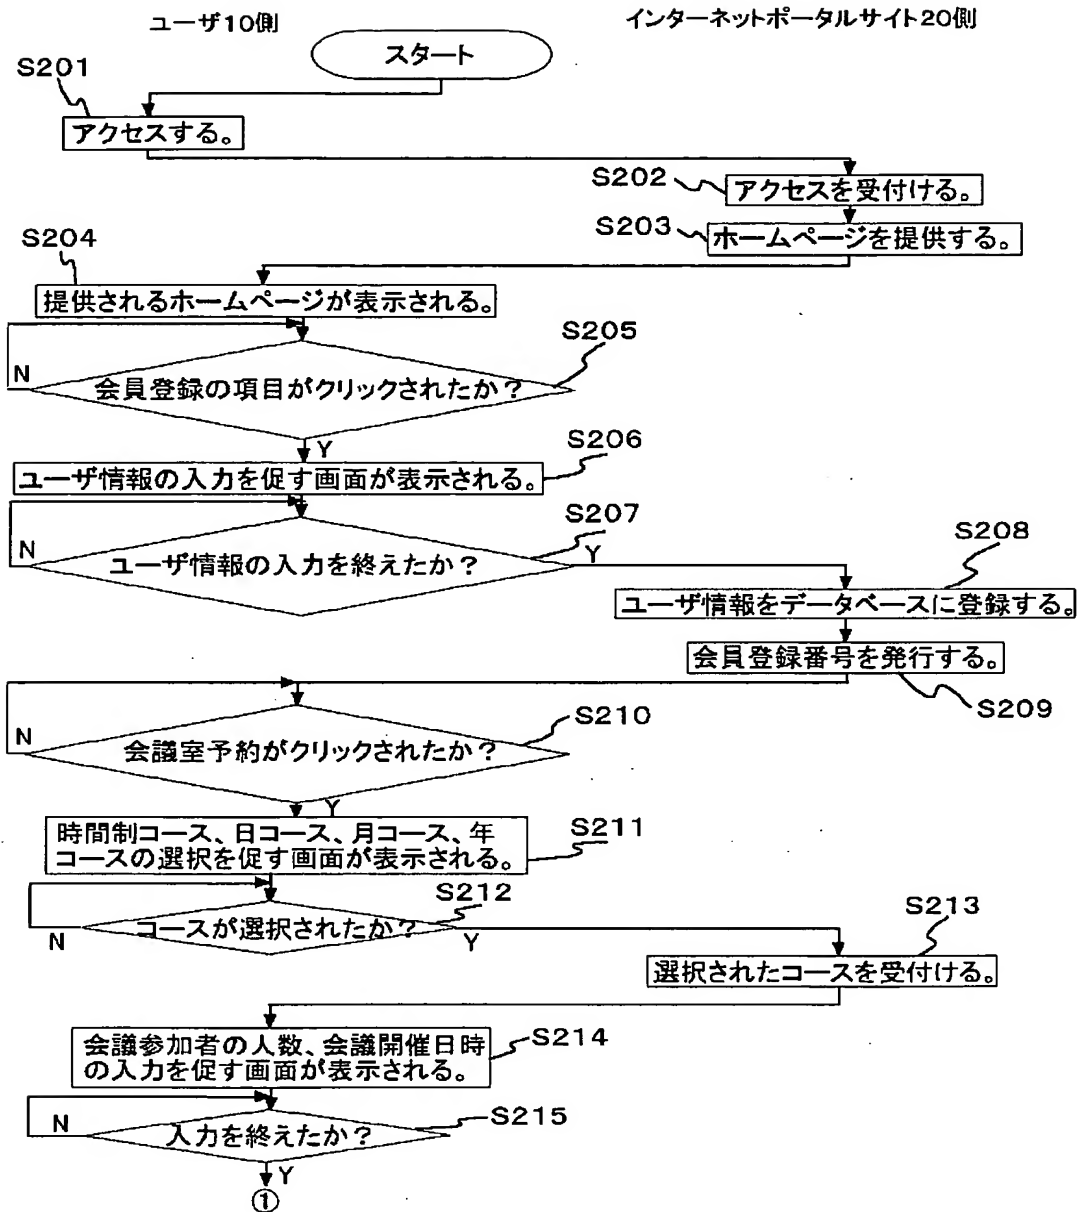 ユーザ10側
インターネットポータルサイト20側
スタート
S201
アクセスする。
S202
アクセスを受付ける。
S203
ホームページを提供する。
S204
提供されるホームページが表示される。
S205
N
会員登録の項目がクリックされたか？
Y
S206
ユーザ情報の入力を促す画面が表示される。
S207
N
ユーザ情報の入力を終えたか？
Y
S208
ユーザ情報をデータベースに登録する。
会員登録番号を発行する。
S209
S210
N
会議室予約がクリックされたか？
Y
S211
時間制コース、日コース、月コース、年
コースの選択を促す画面が表示される。
S212
コースが選択されたか？
N
Y
S213
選択されたコースを受付ける。
S214
会議参加者の人数、会議開催日時
の入力を促す画面が表示される。
S215
N
入力を終えたか？
Y
①